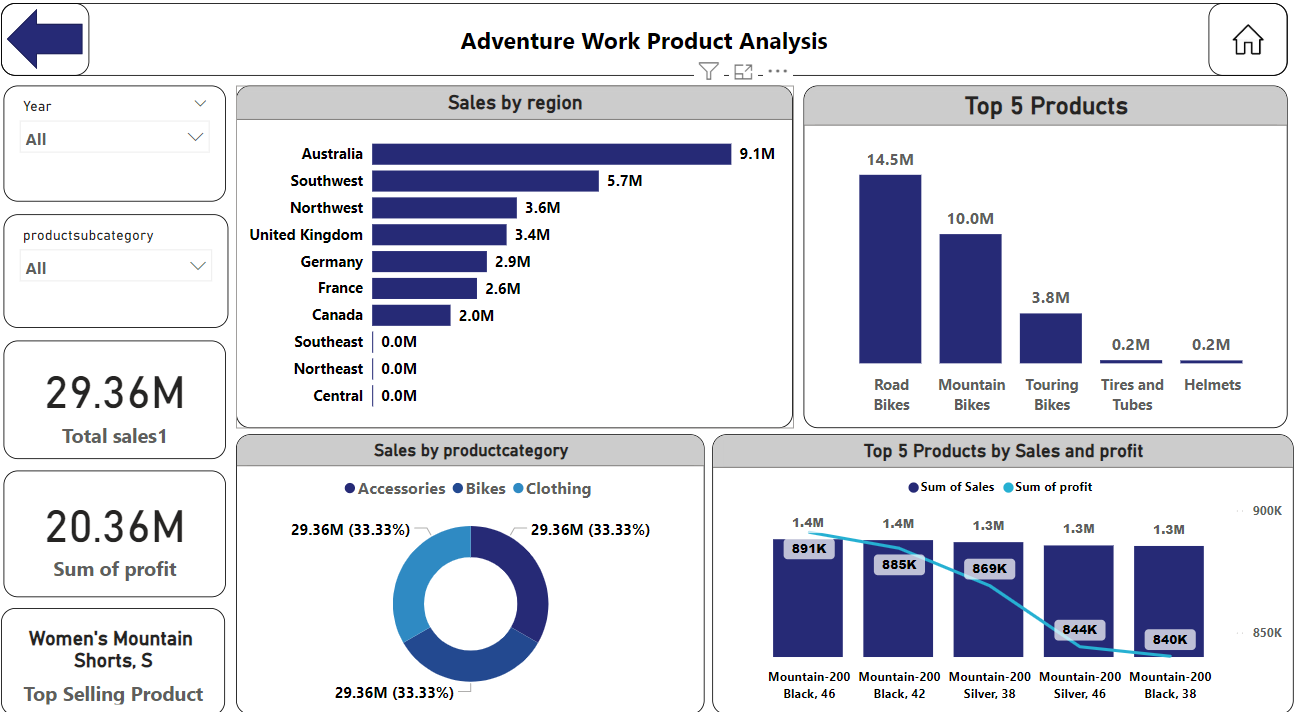 Adventure Work Product Analysis
Year
All
productsubcategory
All
29.36M
Total sales1
20.36M
Sum of profit
Women's Mountain
Shorts, S
Top Selling Product
Sales by region
Australia 9.1M
Southwest 5.7M
Northwest 3.6M
United Kingdom 3.4M
Germany 2.9M
France 2.6M
Canada 2.0M
Southeast 0.0M
Northeast 0.0M
Central 0.0M
Top 5 Products
14.5M
10.0M
3.8M
0.2M 0.2M
Road Mountain Touring Tires and Helmets
Bikes Bikes Bikes Tubes
Sales by productcategory
Accessories Bikes Clothing
29.36M (33.33%) 29.36M (33.33%)
29.36M (33.33%)
Top 5 Products by Sales and profit
Sum of Sales Sum of profit
900K
1.4M 1.4M 1.3M 1.3M 1.3M
891K
885K
869K
844K
840K
850K
Mountain-200 Mountain-200 Mountain-200 Mountain-200 Mountain-200
Black, 46 Black, 42 Silver, 38 Silver, 46 Black, 38